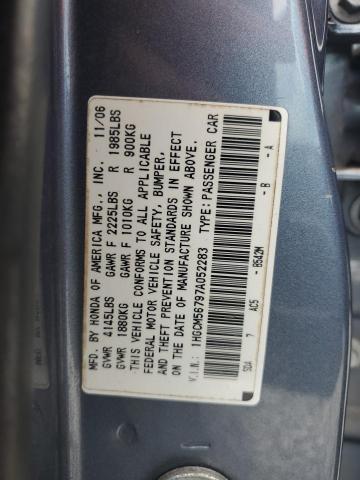 MFD. BY HONDA OF AMERICA MFG., INC. 11/06
GVWR 4145LBS GAWR F 2225LBS R 1985LBS
GVWR 1880KG GAWR F 1010KG R 900KG
THIS VEHICLE CONFORMS TO ALL APPLICABLE
FEDERAL MOTOR VEHICLE SAFETY, BUMPER,
AND THEFT PREVENTION STANDARDS IN EFFECT
ON THE DATE OF MANUFACTURE SHOWN ABOVE.
V.I.N.: 1HGCM56797A052283 TYPE: PASSENGER CAR
SDA 7 AC5 - B542M - B - A